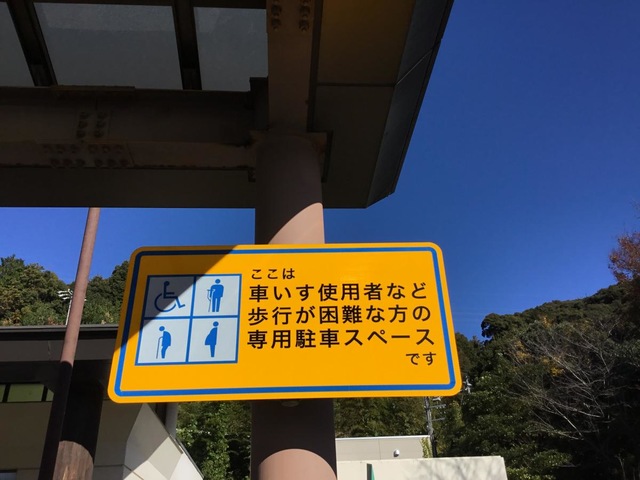 ここは
車いす使用者など
歩行が困難な方の
専用駐車スペース
です